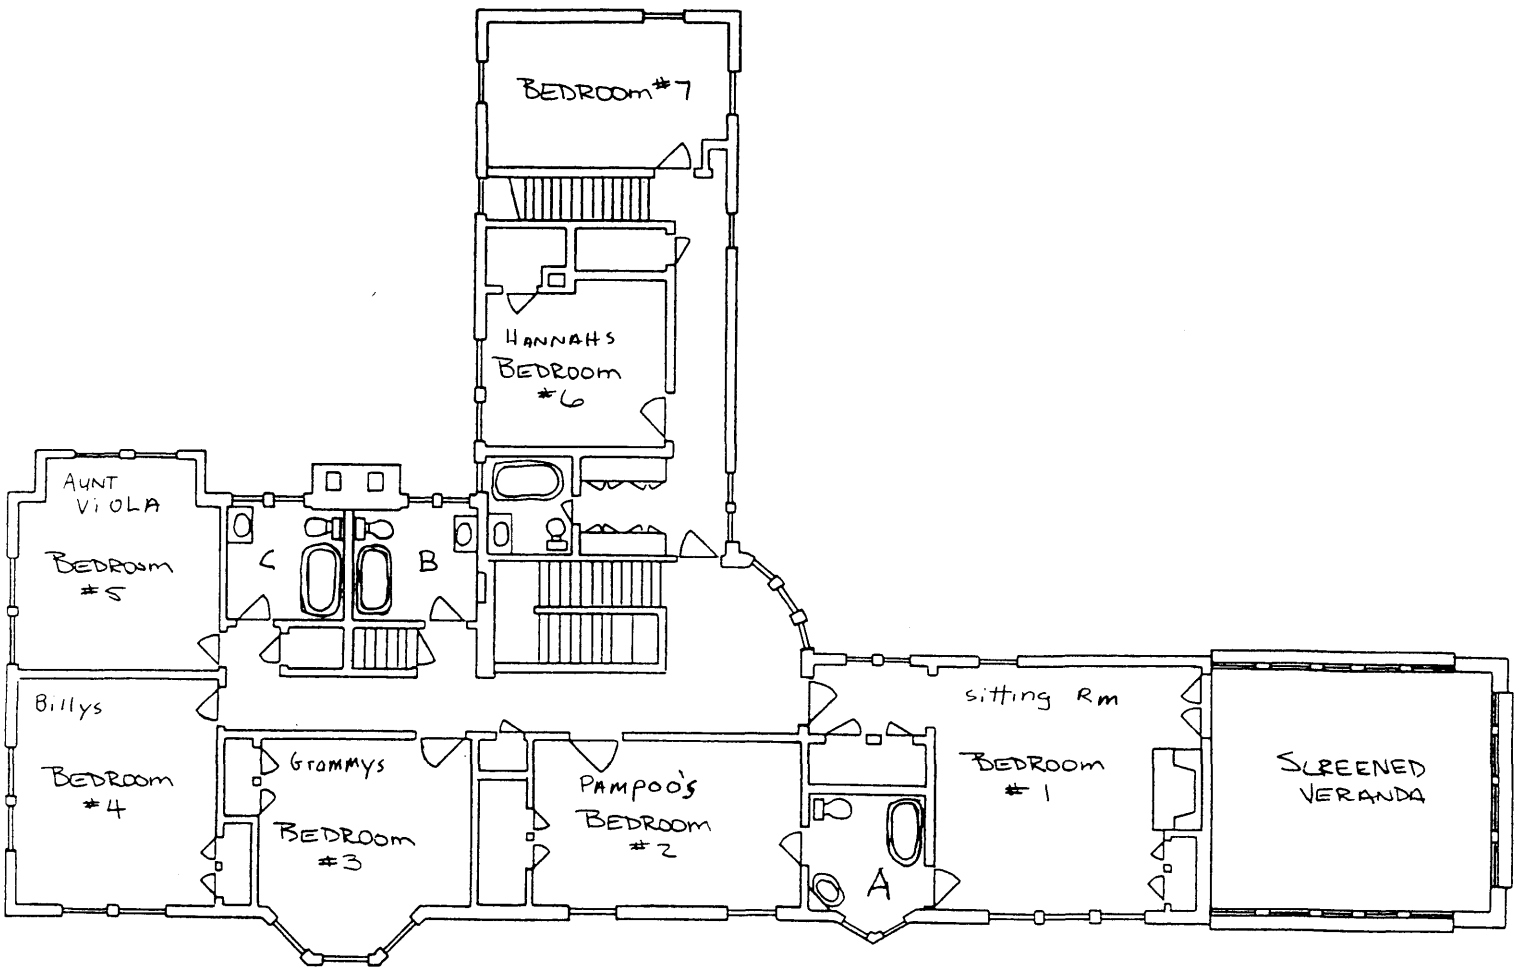 BEDROOM #7
HANNAHS
BEDROOM
#6
AUNT
VIOLA
BEDROOM
#5
C
B
Billys
BEDROOM
#4
Grammys
BEDROOM
#3
PAMPOO'S
BEDROOM
#2
A
sitting Rm
BEDROOM
#1
SCREENED
VERANDA